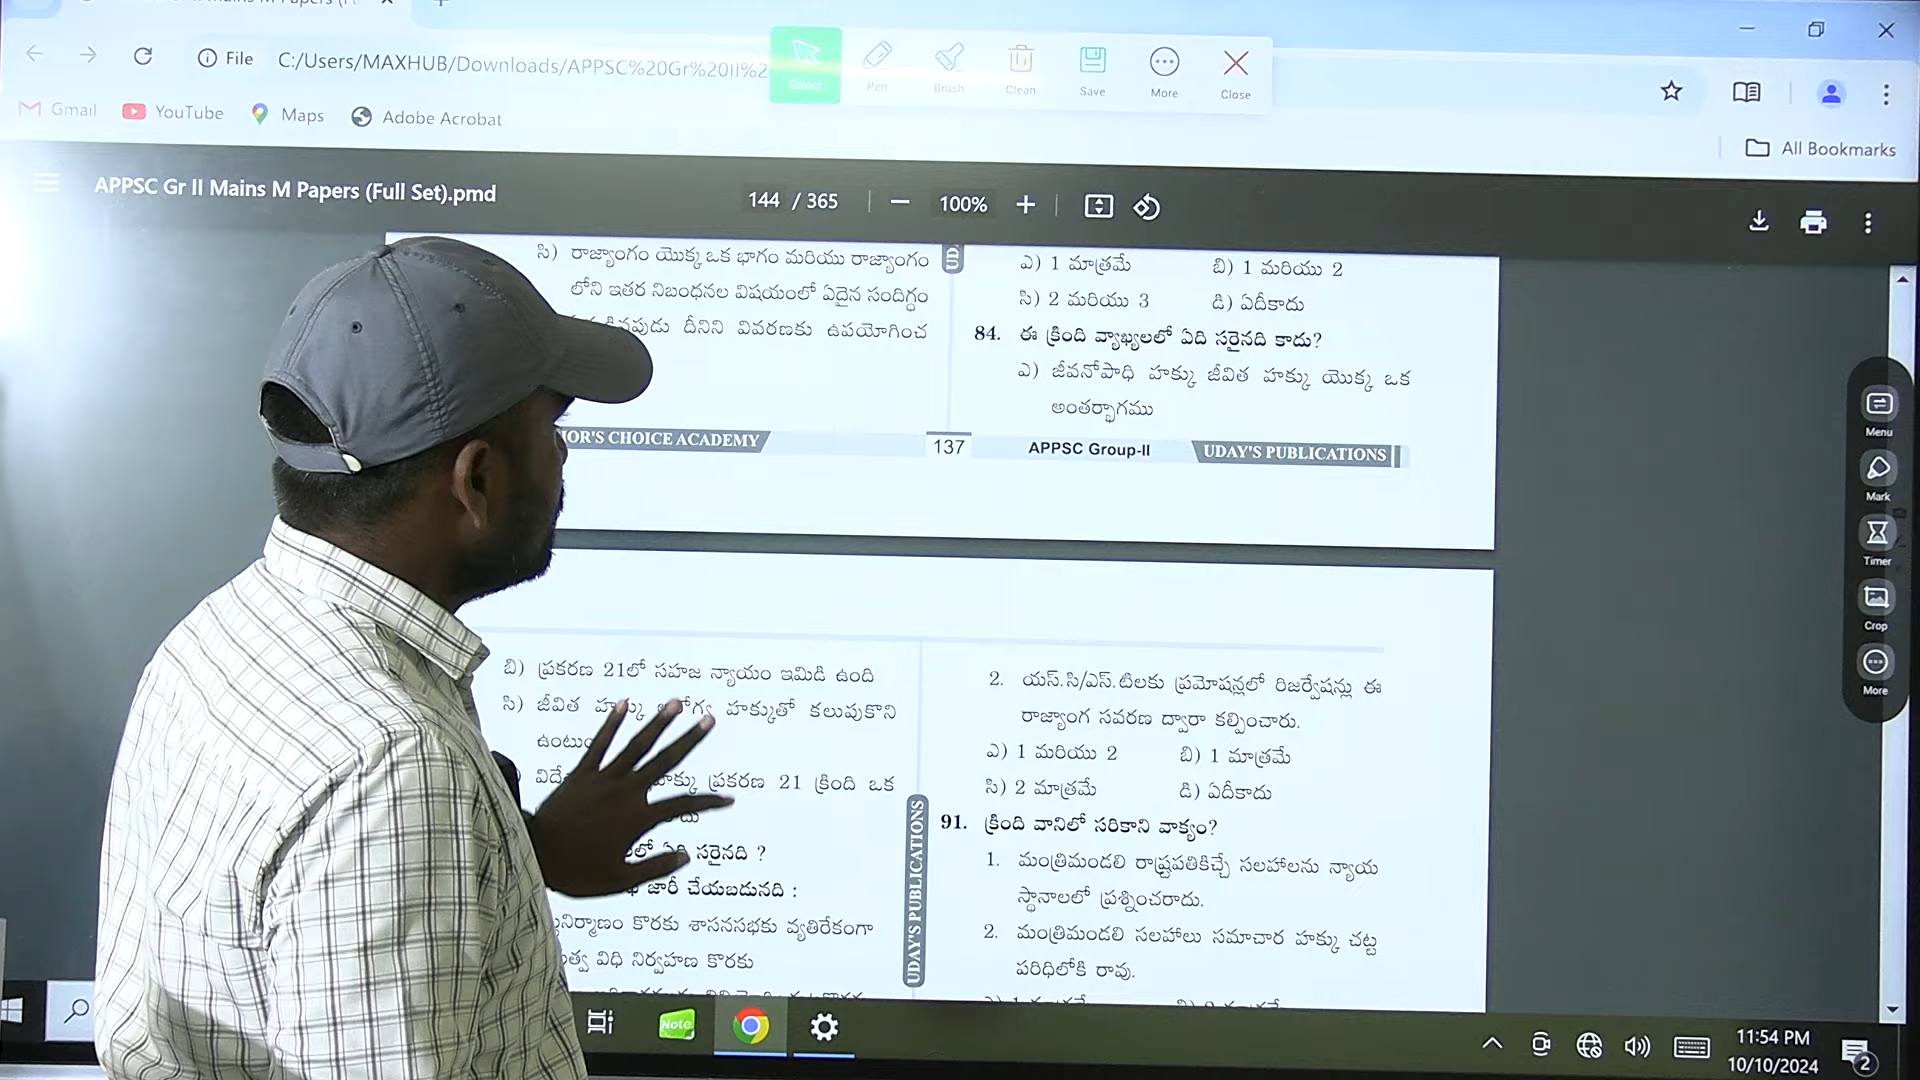 File C:/Users/MAXHUB/Downloads/APPSC%20Gr%20II%2
Select Pen Brush Clean Save More Close
Gmail YouTube Maps Adobe Acrobat
All Bookmarks
APPSC Gr II Mains M Papers (Full Set).pmd
144 / 365 100%
సి) రాజ్యాంగం యొక్క ఒక భాగం మరియు రాజ్యాంగం
లోని ఇతర నిబంధనల విషయంలో ఏదైన సందిగ్ధం
దీనిని వివరణకు ఉపయోగించ
UD
ఎ) 1 మాత్రమే బి) 1 మరియు 2
సి) 2 మరియు 3 డి) ఏదీకాదు
84. ఈ క్రింది వ్యాఖ్యలలో ఏది సరైనది కాదు?
ఎ) జీవనోపాధి హక్కు జీవిత హక్కు యొక్క ఒక
అంతర్భాగము
IOR'S CHOICE ACADEMY 137 APPSC Group-II UDAY'S PUBLICATIONS
బి) ప్రకరణ 21లో సహజ న్యాయం ఇమిడి ఉంది
సి) జీవిత హక్కుతో కలుపుకొని
ప్రకరణ 21 క్రింది ఒక
ఏది సరైనది ?
జారీ చేయబడునది :
కొరకు శాసనసభకు వ్యతిరేకంగా
విధి నిర్వహణ కొరకు
UDAY'S PUBLICATIONS
2. యస్.సి/ఎస్.టిలకు ప్రమోషన్లలో రిజర్వేషన్లు ఈ
రాజ్యాంగ సవరణ ద్వారా కల్పించారు.
ఎ) 1 మరియు 2 బి) 1 మాత్రమే
సి) 2 మాత్రమే డి) ఏదీకాదు
91. క్రింది వానిలో సరికాని వాక్యం?
1. మంత్రిమండలి రాష్ట్రపతికిచ్చే సలహాలను న్యాయ
స్థానాలలో ప్రశ్నించరాదు.
2. మంత్రిమండలి సలహాలు సమాచార హక్కు చట్ట
పరిధిలోకి రావు.
Menu
Mark
Timer
Crop
More
Note
11:54 PM
10/10/2024
2